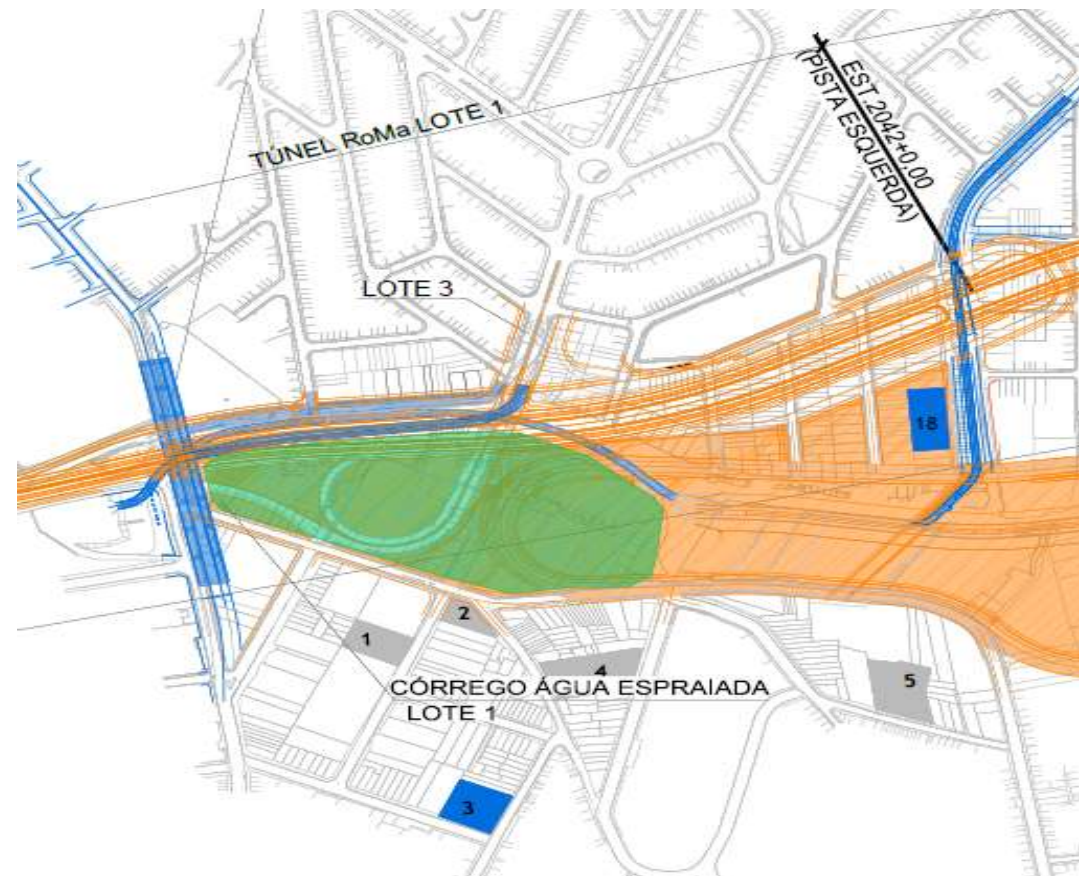 EST.2042+0,00
(PISTA ESQUERDA)
TÚNEL RoMa LOTE 1
LOTE 3
18
1
2
4
5
CÓRREGO ÁGUA ESPRAIADA
LOTE 1
3